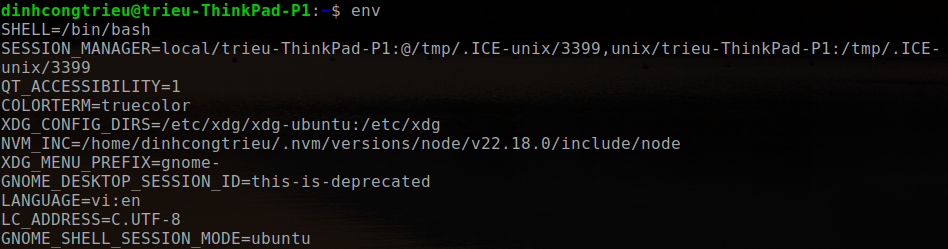 dinhcongtrieu@trieu-ThinkPad-P1:~$ env
SHELL=/bin/bash
SESSION_MANAGER=local/trieu-ThinkPad-P1:@/tmp/.ICE-unix/3399,unix/trieu-ThinkPad-P1:/tmp/.ICE-
unix/3399
QT_ACCESSIBILITY=1
COLORTERM=truecolor
XDG_CONFIG_DIRS=/etc/xdg/xdg-ubuntu:/etc/xdg
NVM_INC=/home/dinhcongtrieu/.nvm/versions/node/v22.18.0/include/node
XDG_MENU_PREFIX=gnome-
GNOME_DESKTOP_SESSION_ID=this-is-deprecated
LANGUAGE=vi:en
LC_ADDRESS=C.UTF-8
GNOME_SHELL_SESSION_MODE=ubuntu